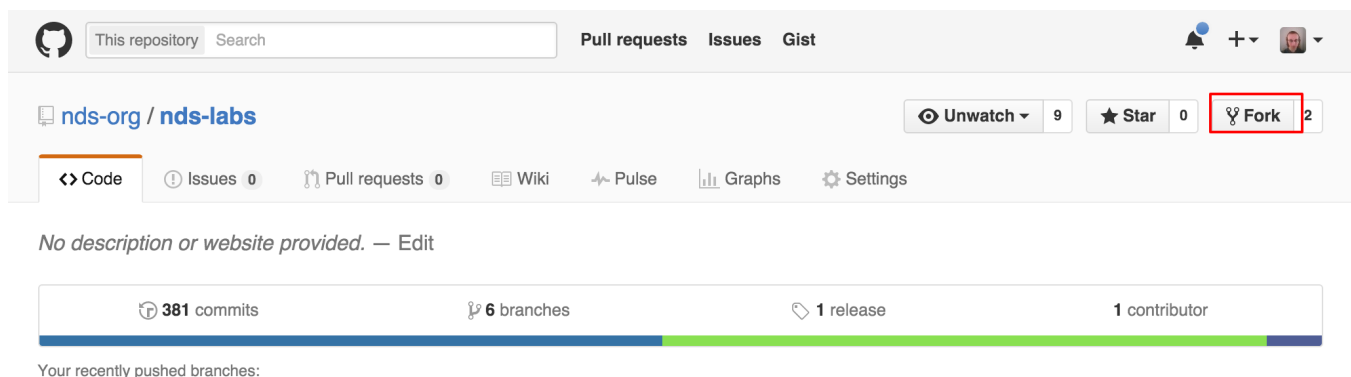 This repository Search Pull requests Issues Gist
nds-org / nds-labs Unwatch 9 Star 0 Fork 2
Code Issues 0 Pull requests 0 Wiki Pulse Graphs Settings
No description or website provided. — Edit
381 commits 6 branches 1 release 1 contributor
Your recently pushed branches: